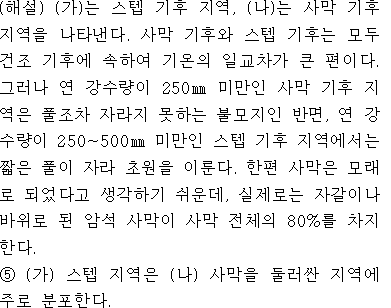 (해설) (가)는 스텝 기후 지역, (나)는 사막 기후
지역을 나타낸다. 사막 기후와 스텝 기후는 모두
건조 기후에 속하여 기온의 일교차가 큰 편이다.
그러나 연 강수량이 250㎜ 미만인 사막 기후 지
역은 풀조차 자라지 못하는 불모지인 반면, 연 강
수량이 250~500㎜ 미만인 스텝 기후 지역에서는
짧은 풀이 자라 초원을 이룬다. 한편 사막은 모래
로 되었다고 생각하기 쉬운데, 실제로는 자갈이나
바위로 된 암석 사막이 사막 전체의 80%를 차지
한다.
⑤ (가) 스텝 지역은 (나) 사막을 둘러싼 지역에
주로 분포한다.